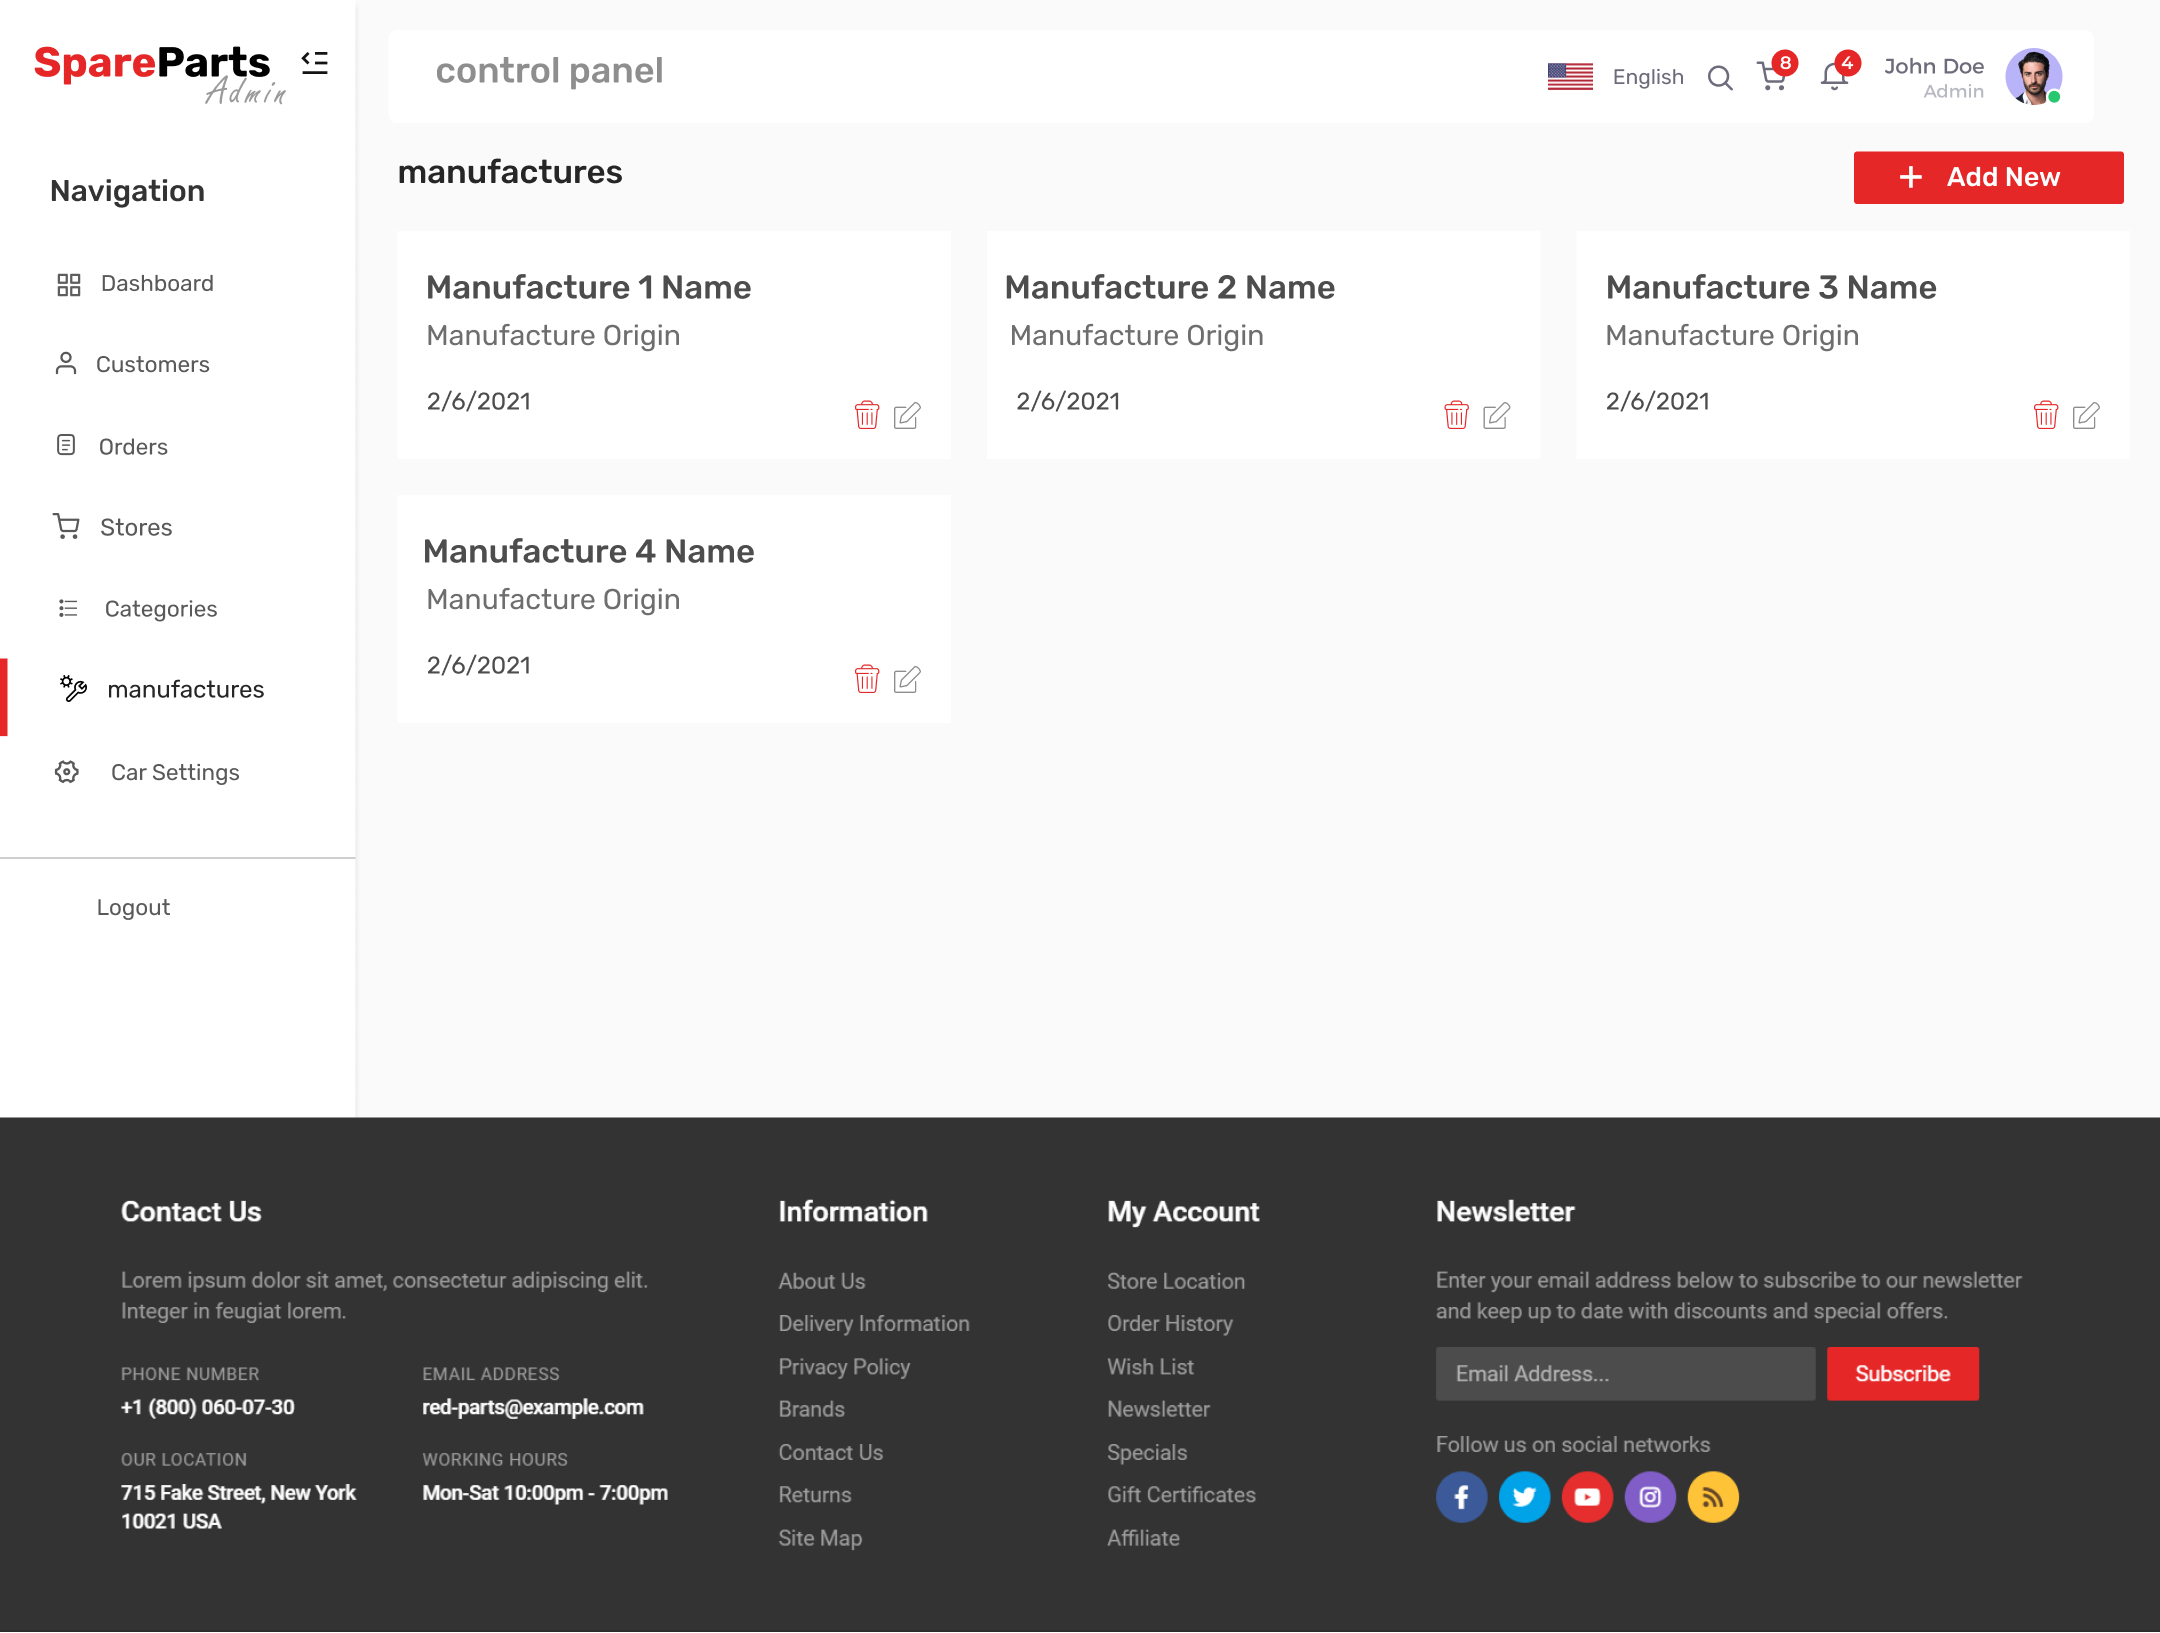 SpareParts
Admin
control panel
English
8
4
John Doe
Admin
Navigation
Dashboard
Customers
Orders
Stores
Categories
manufactures
Car Settings
Logout
manufactures
+ Add New
Manufacture 1 Name
Manufacture Origin
2/6/2021
Manufacture 2 Name
Manufacture Origin
2/6/2021
Manufacture 3 Name
Manufacture Origin
2/6/2021
Manufacture 4 Name
Manufacture Origin
2/6/2021
Contact Us
Lorem ipsum dolor sit amet, consectetur adipiscing elit.
Integer in feugiat lorem.
PHONE NUMBER
+1 (800) 060-07-30
EMAIL ADDRESS
red-parts@example.com
OUR LOCATION
715 Fake Street, New York
10021 USA
WORKING HOURS
Mon-Sat 10:00pm - 7:00pm
Information
About Us
Delivery Information
Privacy Policy
Brands
Contact Us
Returns
Site Map
My Account
Store Location
Order History
Wish List
Newsletter
Specials
Gift Certificates
Affiliate
Newsletter
Enter your email address below to subscribe to our newsletter
and keep up to date with discounts and special offers.
Email Address...
Subscribe
Follow us on social networks